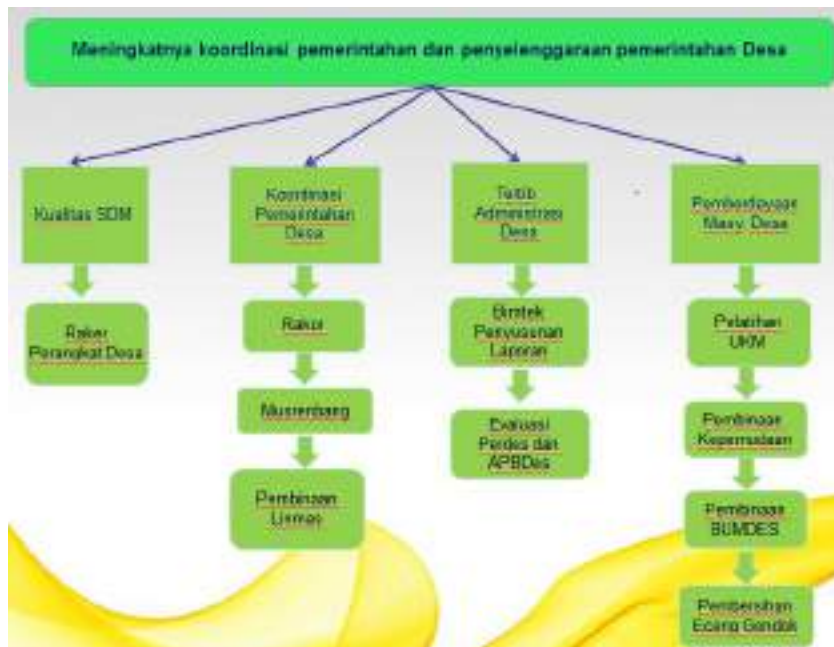 Meningkatnya koordinasi pemerintahan dan penyelenggaraan pemerintahan Desa
Kualitas SDM
Koordinasi
Pemerintahan
Desa
Tertib
Administrasi
Desa
Pemberdayaan
Masy. Desa
Raker
Perangkat Desa
Rakor
Musrenbang
Pembinaan
Linmas
Bimtek
Penyusunan
Laporan
Evaluasi
Perdes dan
APBDes
Pelatihan
UKM
Pembinaan
Kepemudaan
Pembinaan
BUMDES
Pembersihan
Eceng Gondok